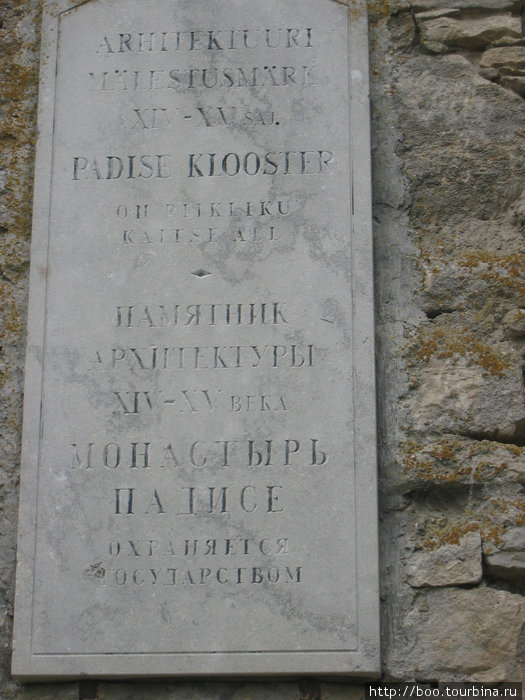 ARHITEKTUURI
MÄLESTUSMÄRK
XIV-XV SAJ.
PADISE KLOOSTER
ON RIIKLIKU
KAITSE ALL
ПАМЯТНИК
АРХИТЕКТУРЫ
XIV-XV ВЕКА
МОНАСТЫРЬ
ПАДИСЕ
ОХРАНЯЕТСЯ
ГОСУДАРСТВОМ
http://boo.tourbina.ru/